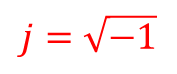 j = √−1